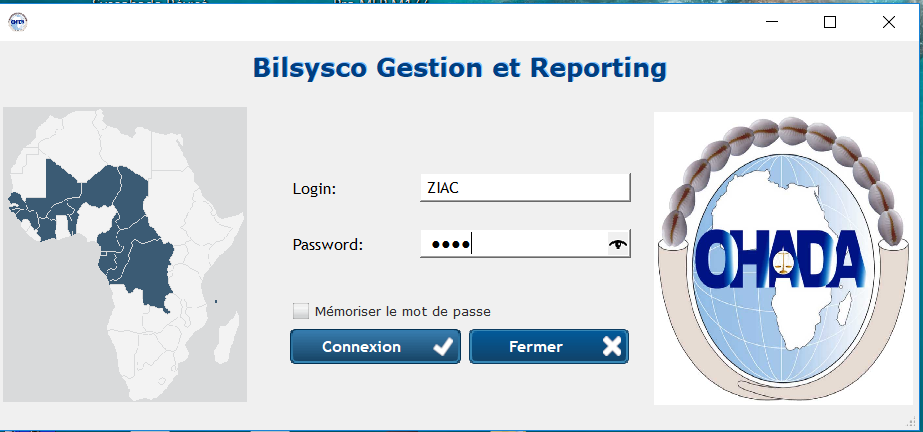 Bilsysco Gestion et Reporting
Login:
ZIAC
Password:
••••
Mémoriser le mot de passe
Connexion
Fermer
OHADA